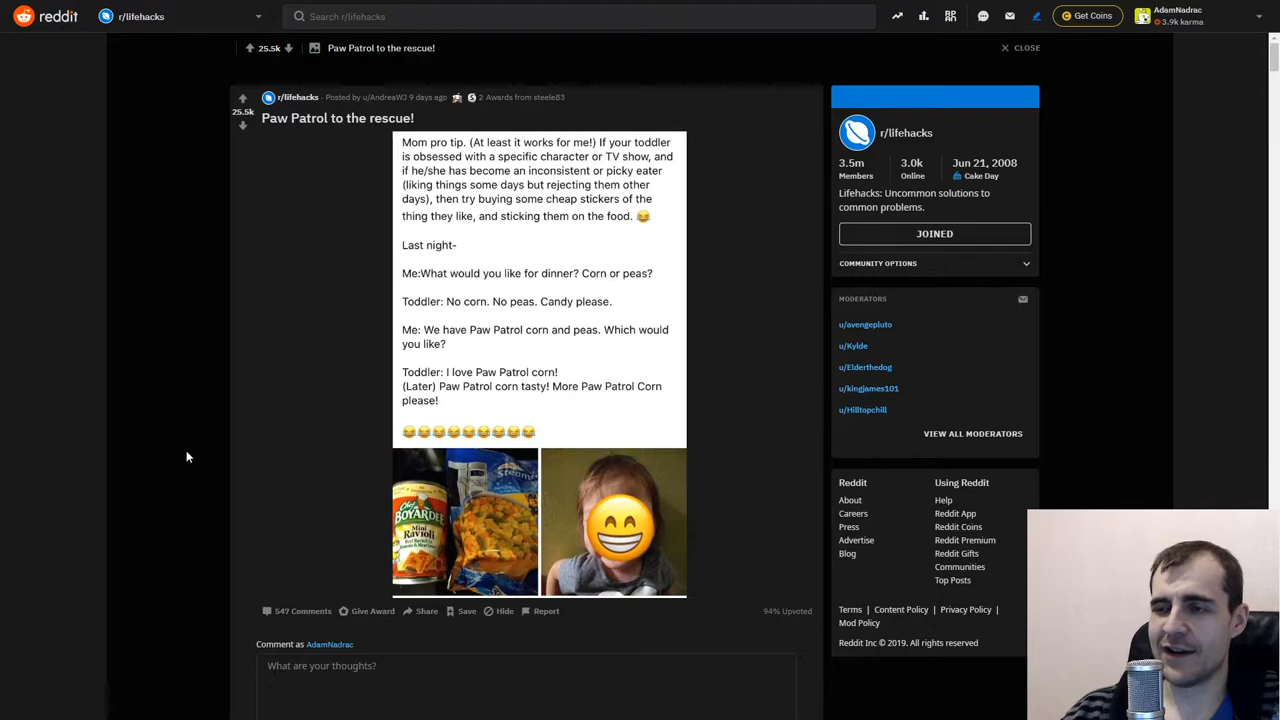 reddit
r/lifehacks
Search r/lifehacks
Get Coins
AdamNadrac
3.9k karma
25.5k
Paw Patrol to the rescue!
CLOSE
25.5k
r/lifehacks · Posted by u/AndreaWJ 9 days ago 2 Awards from steele83
Paw Patrol to the rescue!
Mom pro tip. (At least it works for me!) If your toddler
is obsessed with a specific character or TV show, and
if he/she has become an inconsistent or picky eater
(liking things some days but rejecting them other
days), then try buying some cheap stickers of the
thing they like, and sticking them on the food. 😂
Last night-
Me:What would you like for dinner? Corn or peas?
Toddler: No corn. No peas. Candy please.
Me: We have Paw Patrol corn and peas. Which would
you like?
Toddler: I love Paw Patrol corn!
(Later) Paw Patrol corn tasty! More Paw Patrol Corn
please!
😂😂😂😂😂😂😂😂😂
Chef
BOYARDEE
Mini
Ravioli
547 Comments
Give Award
Share
Save
Hide
Report
94% Upvoted
Comment as AdamNadrac
What are your thoughts?
r/lifehacks
3.5m
Members
3.0k
Online
Jun 21, 2008
Cake Day
Lifehacks: Uncommon solutions to
common problems.
JOINED
COMMUNITY OPTIONS
MODERATORS
u/avengepluto
u/Kylde
u/Elderthedog
u/kingjames101
u/Hilltopchill
VIEW ALL MODERATORS
Reddit
About
Careers
Press
Advertise
Blog
Using Reddit
Help
Reddit App
Reddit Coins
Reddit Premium
Reddit Gifts
Communities
Top Posts
Terms | Content Policy | Privacy Policy |
Mod Policy
Reddit Inc © 2019. All rights reserved